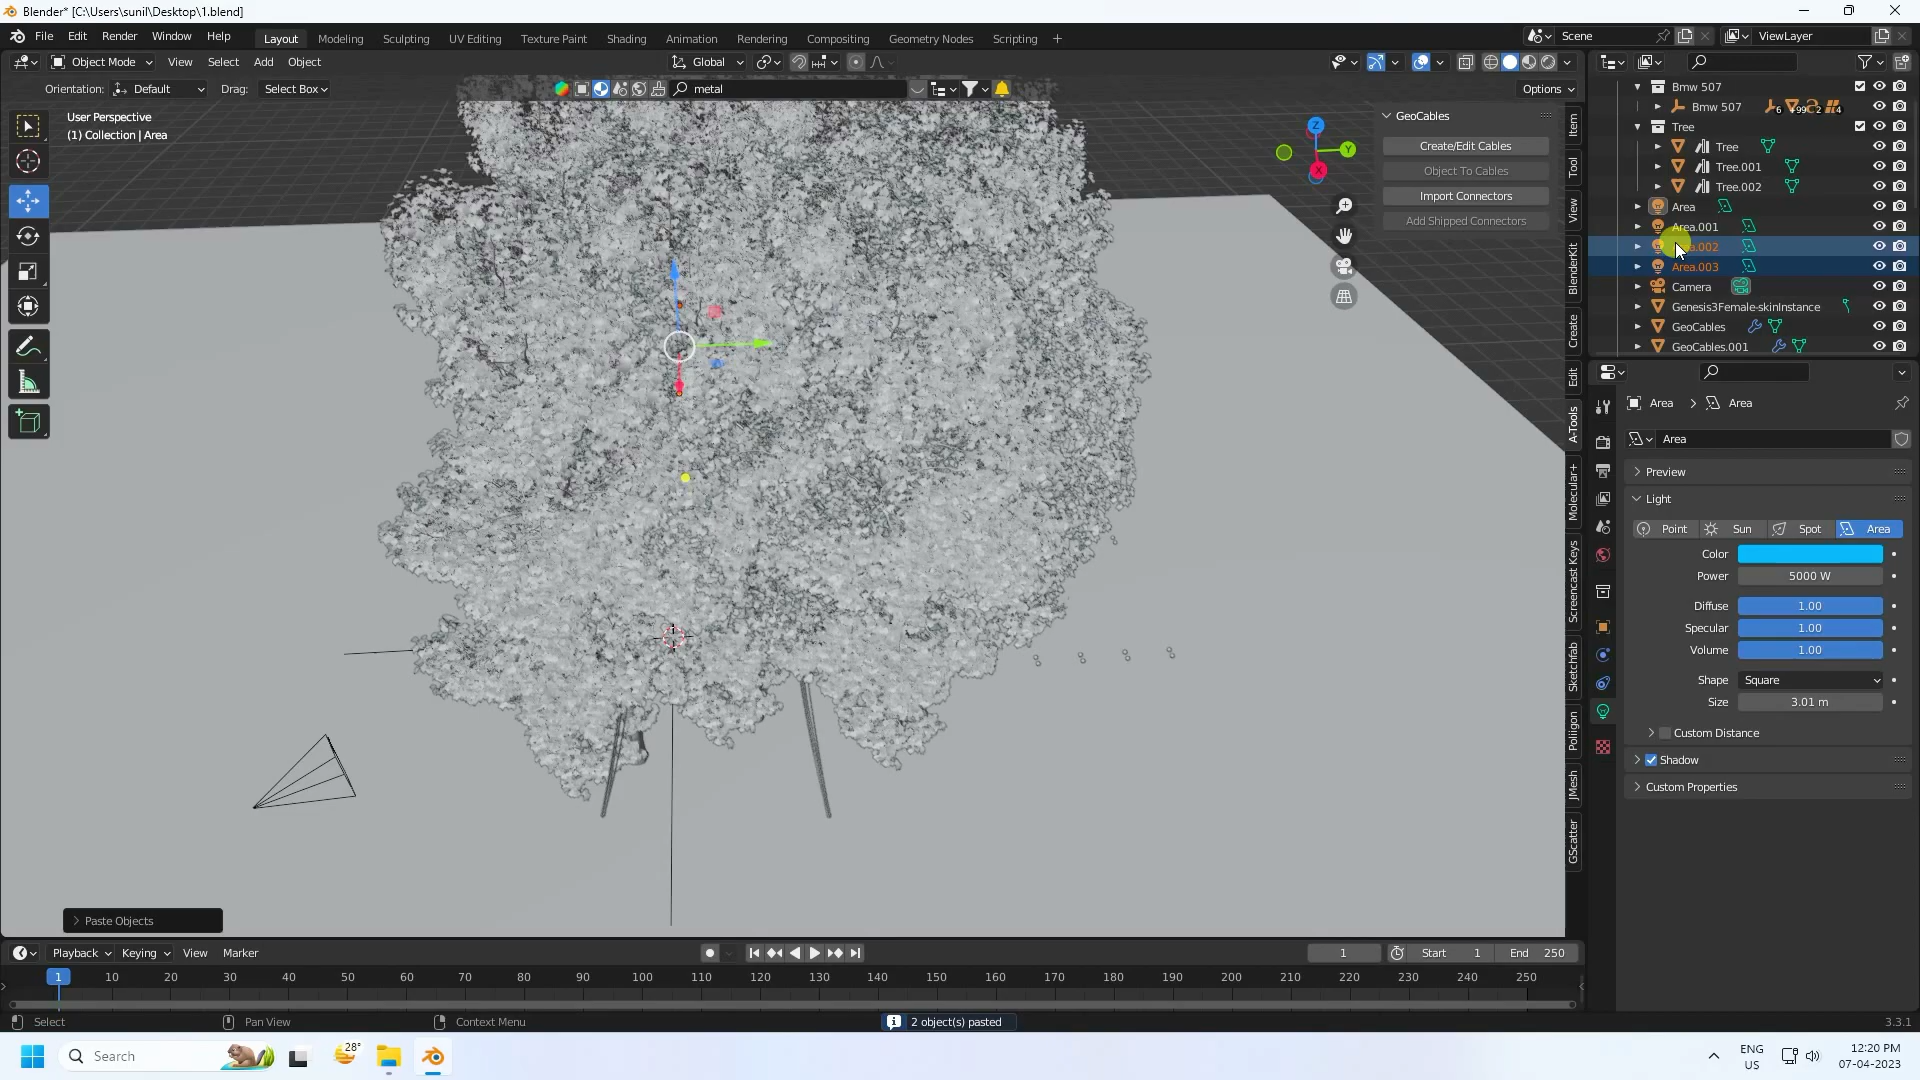 Blender* [C:\Users\sunil\Desktop\1.blend]
File Edit Render Window Help
Layout Modeling Sculpting UV Editing Texture Paint Shading Animation Rendering Compositing Geometry Nodes Scripting +
Scene
ViewLayer
Object Mode View Select Add Object
Global
Orientation: Default Drag: Select Box
metal
Options
User Perspective
(1) Collection | Area
GeoCables
Create/Edit Cables
Object To Cables
Import Connectors
Add Shipped Connectors
Z
Y
X
Item
Tool
View
BlenderKit
Create
Edit
A-Tools
Molecular+
Screencast Keys
Sketchfab
Poliigon
JMesh
GScatter
Bmw 507
Bmw 507 6 +99 2 4
Tree
Tree
Tree.001
Tree.002
Area
Area.001
.002
Area.003
Camera
Genesis3Female-skinInstance
GeoCables
GeoCables.001
Area > Area
Area
Preview
Light
Point Sun Spot Area
Color
Power 5000 W
Diffuse 1.00
Specular 1.00
Volume 1.00
Shape Square
Size 3.01 m
Custom Distance
Shadow
Custom Properties
Paste Objects
Playback Keying View Marker
1 Start 1 End 250
1 10 20 30 40 50 60 70 80 90 100 110 120 130 140 150 160 170 180 190 200 210 220 230 240 250
Select Pan View Context Menu
2 object(s) pasted
3.3.1
Search
28°
ENG
US
12:20 PM
07-04-2023